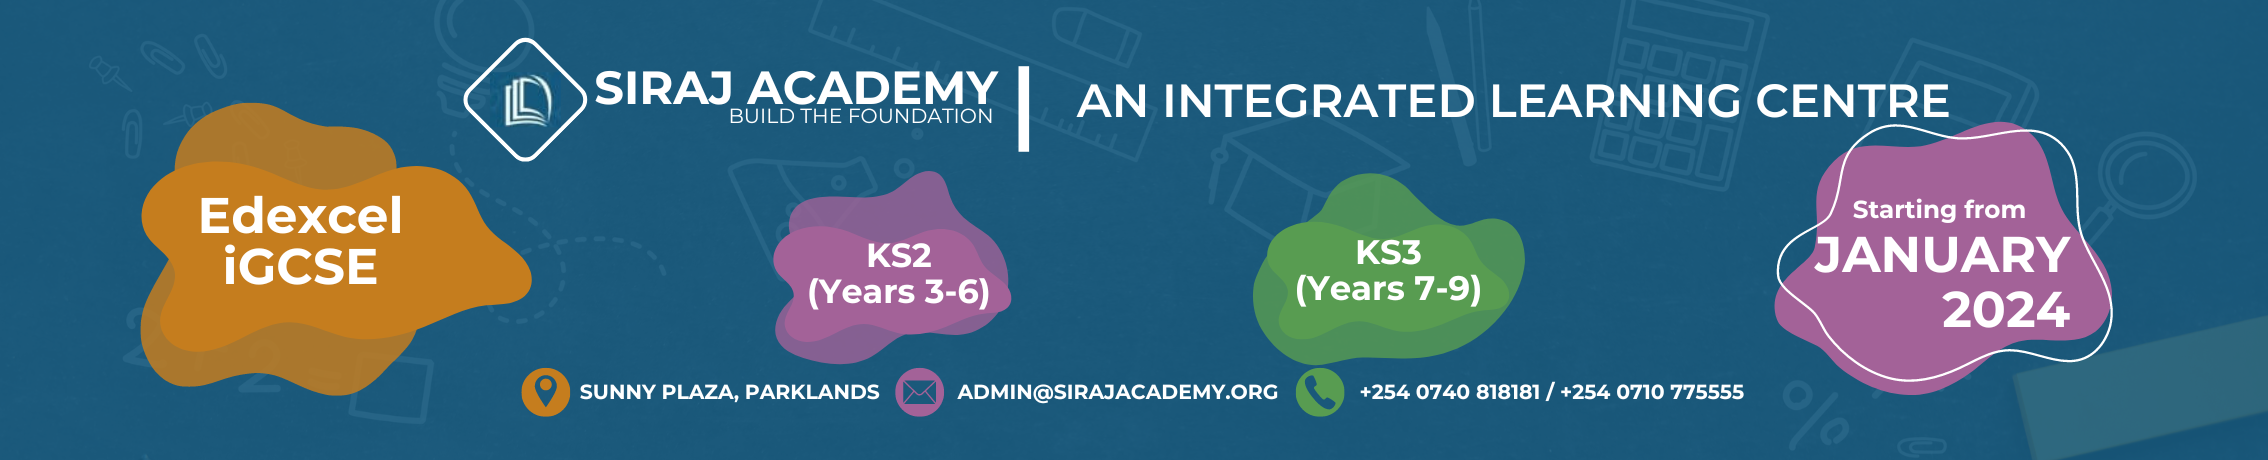 SIRAJ ACADEMY
BUILD THE FOUNDATION
AN INTEGRATED LEARNING CENTRE
Edexcel
iGCSE
KS2
(Years 3-6)
KS3
(Years 7-9)
Starting from
JANUARY
2024
SUNNY PLAZA, PARKLANDS
ADMIN@SIRAJACADEMY.ORG
+254 0740 818181 / +254 0710 775555